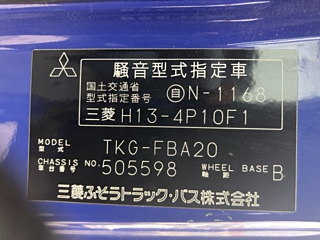 騒音型式指定車
国土交通省
型式指定番号 自N-1168
三菱 H13-4P10F1
MODEL 型式 TKG-FBA20
CHASSIS NO. 車台番号 505598 WHEEL BASE 軸距 B
三菱ふそうトラック・バス株式会社